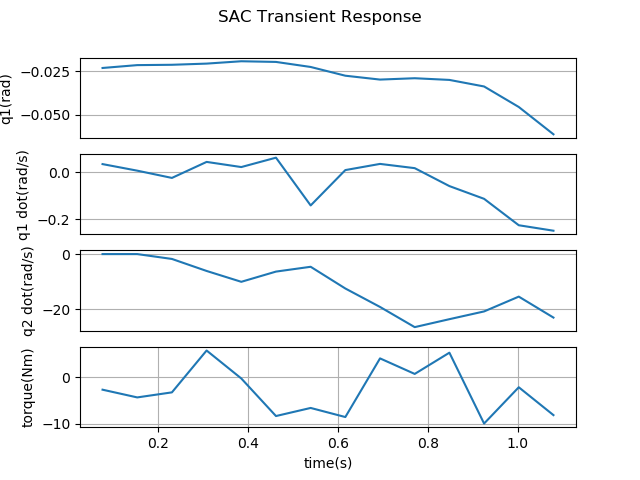 SAC Transient Response
q1(rad)
−0.025
−0.050
q1 dot(rad/s)
0.0
−0.2
q2 dot(rad/s)
0
−20
torque(Nm)
0
−10
0.2 0.4 0.6 0.8 1.0
time(s)